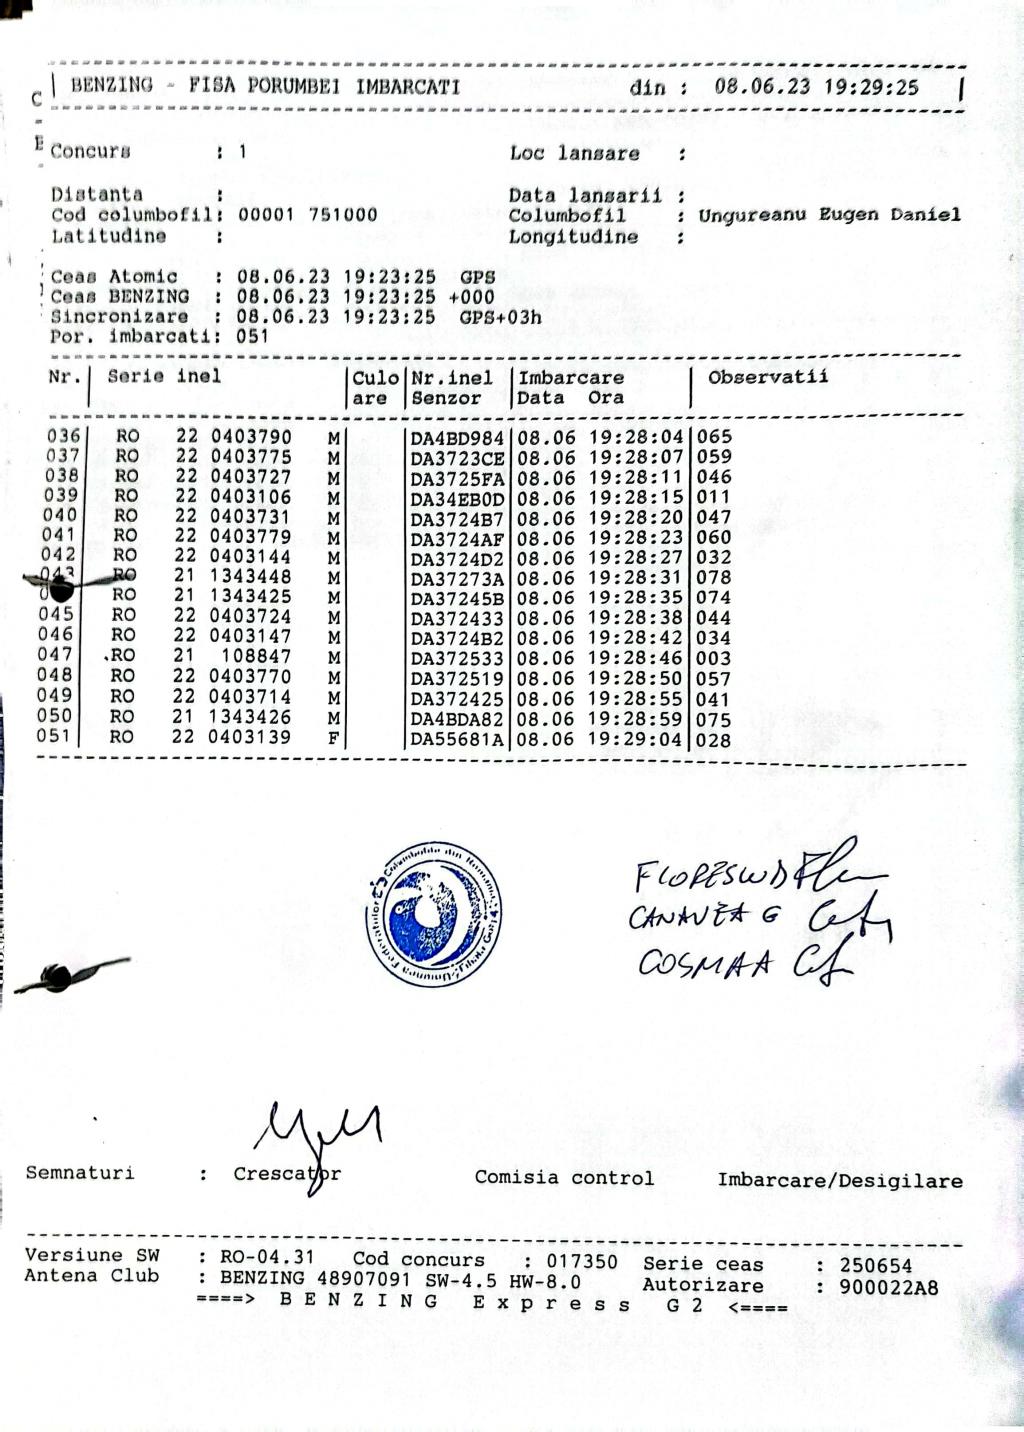 BENZING - FISA PORUMBEI IMBARCATI din : 08.06.23 19:29:25
C
E
Concurs : 1 Loc lansare :
Distanta : Data lansarii :
Cod columbofil: 00001 751000 Columbofil : Ungureanu Eugen Daniel
Latitudine : Longitudine :
Ceas Atomic : 08.06.23 19:23:25 GPS
Ceas BENZING : 08.06.23 19:23:25 +000
Sincronizare : 08.06.23 19:23:25 GPS+03h
Por. imbarcati: 051
Nr. Serie inel Culo Nr.inel Imbarcare Observatii
are Senzor Data Ora
036 RO 22 0403790 M DA4BD984 08.06 19:28:04 065
037 RO 22 0403775 M DA3723CE 08.06 19:28:07 059
038 RO 22 0403727 M DA3725FA 08.06 19:28:11 046
039 RO 22 0403106 M DA34EB0D 08.06 19:28:15 011
040 RO 22 0403731 M DA3724B7 08.06 19:28:20 047
041 RO 22 0403779 M DA3724AF 08.06 19:28:23 060
042 RO 22 0403144 M DA3724D2 08.06 19:28:27 032
043 RO 21 1343448 M DA37273A 08.06 19:28:31 078
RO 21 1343425 M DA37245B 08.06 19:28:35 074
045 RO 22 0403724 M DA372433 08.06 19:28:38 044
046 RO 22 0403147 M DA3724B2 08.06 19:28:42 034
047 .RO 21 108847 M DA372533 08.06 19:28:46 003
048 RO 22 0403770 M DA372519 08.06 19:28:50 057
049 RO 22 0403714 M DA372425 08.06 19:28:55 041
050 RO 21 1343426 M DA4BDA82 08.06 19:28:59 075
051 RO 22 0403139 F DA55681A 08.06 19:29:04 028
din Romania
CANAVEA G
COSMA A
Semnaturi : Crescator Comisia control Imbarcare/Desigilare
Versiune SW : RO-04.31 Cod concurs : 017350 Serie ceas : 250654
Antena Club : BENZING 48907091 SW-4.5 HW-8.0 Autorizare : 900022A8
====> B E N Z I N G E x p r e s s G 2 <====